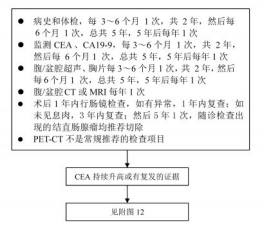 ● 病史和体检，每 3～6 个月 1 次，共 2 年，然后每
6 个月 1 次，总共 5 年，5 年后每年 1 次
● 监测 CEA、CA19-9，每 3～6 个月 1 次，共 2 年，
然后每 6 个月 1 次，总共 5 年，5 年后每年 1 次
● 腹/盆腔超声、胸片每 3～6 个月 1 次，共 2 年，然后
每 6 个月 1 次，总共 5 年，5 年后每年 1 次
● 腹/盆腔 CT 或 MRI 每年 1 次
● 术后 1 年内行肠镜检查，如有异常，1 年内复查；如
未见息肉，3 年内复查；然后 5 年 1 次，随诊检查出
现的结直肠腺瘤均推荐切除
● PET-CT 不是常规推荐的检查项目
CEA 持续升高或有复发的证据
见附图 12